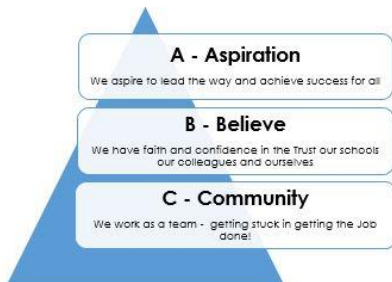 A - Aspiration
We aspire to lead the way and achieve success for all
B - Believe
We have faith and confidence in the Trust our schools
our colleagues and ourselves
C - Community
We work as a team - getting stuck in getting the Job
done!